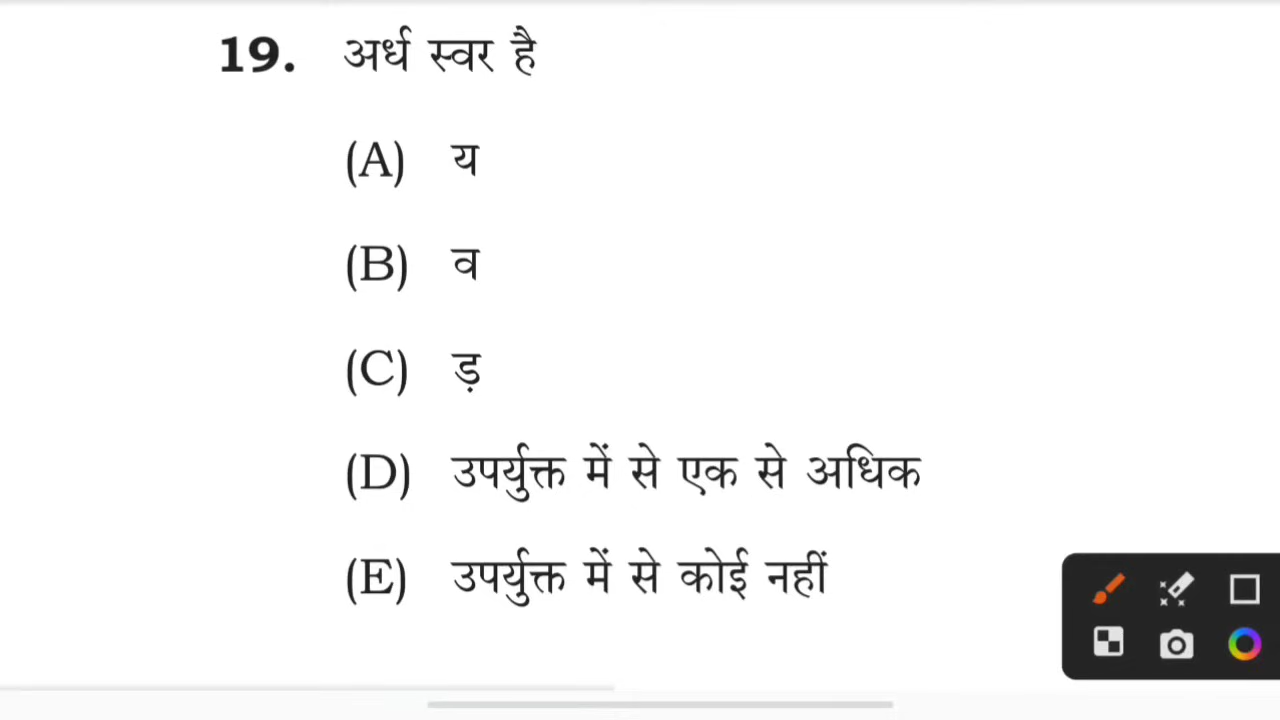 19. अर्ध स्वर है
(A) य
(B) व
(C) ड़
(D) उपर्युक्त में से एक से अधिक
(E) उपर्युक्त में से कोई नहीं